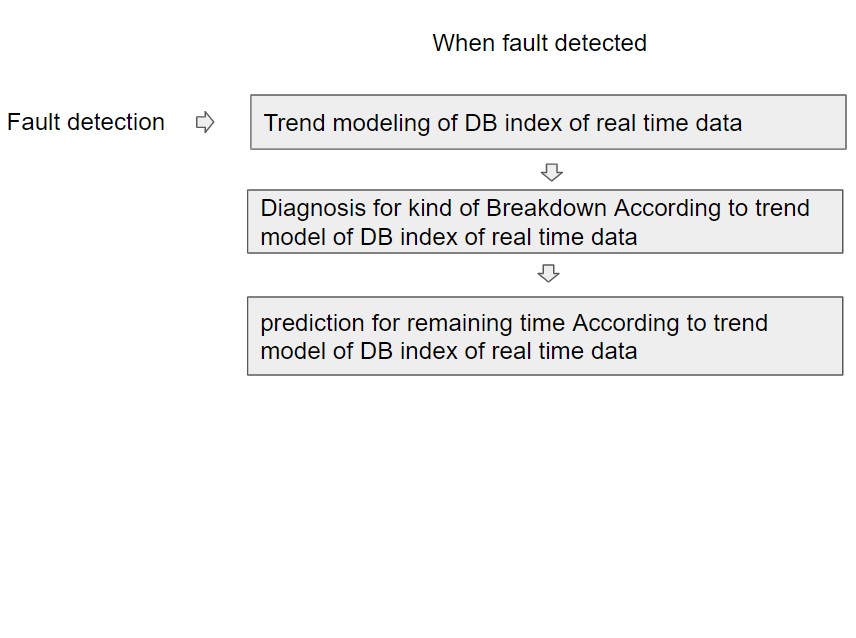 When fault detected
Fault detection
Trend modeling of DB index of real time data
Diagnosis for kind of Breakdown According to trend
model of DB index of real time data
prediction for remaining time According to trend
model of DB index of real time data